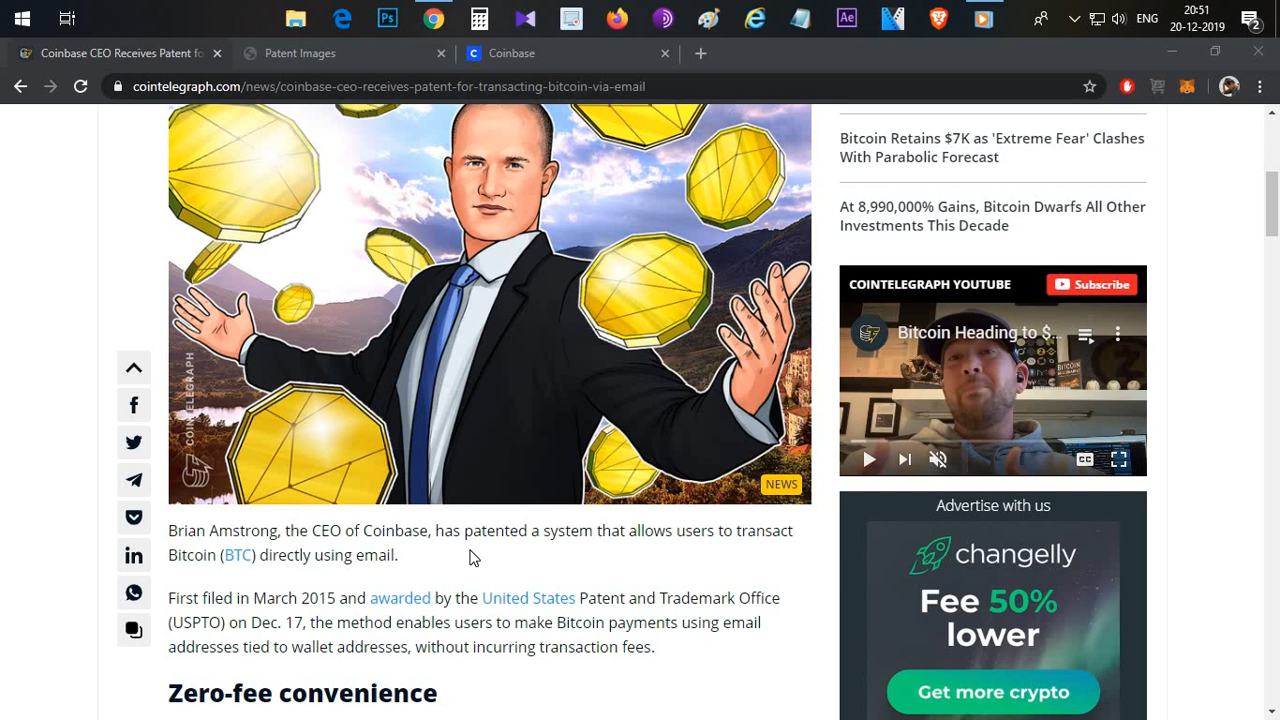 20:51
ENG
20-12-2019
2
Coinbase CEO Receives Patent fo
Patent Images
Coinbase
cointelegraph.com/news/coinbase-ceo-receives-patent-for-transacting-bitcoin-via-email
COINTELEGRAPH
NEWS
Brian Amstrong, the CEO of Coinbase, has patented a system that allows users to transact
Bitcoin (BTC) directly using email.
First filed in March 2015 and awarded by the United States Patent and Trademark Office
(USPTO) on Dec. 17, the method enables users to make Bitcoin payments using email
addresses tied to wallet addresses, without incurring transaction fees.
Zero-fee convenience
Bitcoin Retains $7K as 'Extreme Fear' Clashes
With Parabolic Forecast
At 8,990,000% Gains, Bitcoin Dwarfs All Other
Investments This Decade
COINTELEGRAPH YOUTUBE
Subscribe
Bitcoin Heading to $...
BITCOIN
CC
Advertise with us
changelly
Fee 50%
lower
Get more crypto